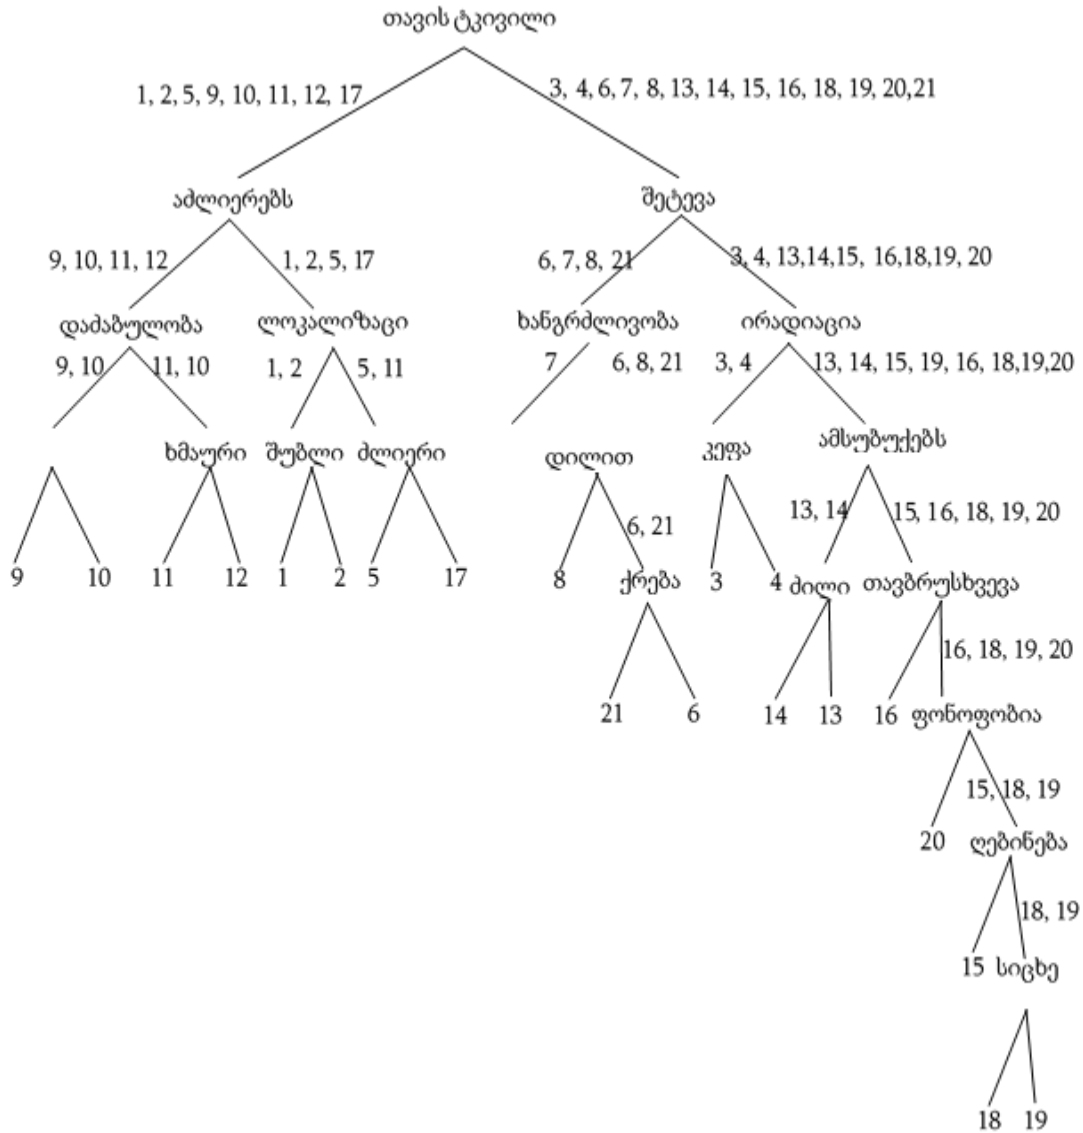 თავის ტკივილი
1, 2, 5, 9, 10, 11, 12, 17
3, 4, 6, 7, 8, 13, 14, 15, 16, 18, 19, 20,21
აძლიერებს
შეტევა
9, 10, 11, 12
1, 2, 5, 17
6, 7, 8, 21
3, 4, 13,14,15, 16,18,19, 20
დაძაბულობა
ლოკალიზაცი
ხანგრძლივობა
ირადიაცია
9, 10
11, 10
1, 2
5, 11
7
6, 8, 21
3, 4
13, 14, 15, 19, 16, 18,19,20
ხმაური
შუბლი
ძლიერი
დილით
კეფა
ამსუბუქებს
6, 21
13, 14
15, 16, 18, 19, 20
9
10
11
12
1
2
5
17
8
ქრება
3
4
ძილი
თავბრუსხვევა
16, 18, 19, 20
21
6
14
13
16
ფონოფობია
15, 18, 19
20
ღებინება
18, 19
15
სიცხე
18
19